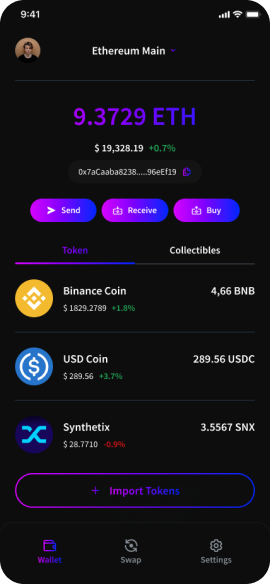 9:41
Ethereum Main
9.3729 ETH
$ 19,328.19 +0.7%
0x7aCaaba8238.....96eEf19
Send Receive Buy
Token Collectibles
Binance Coin 4,66 BNB
$ 1829.2789 +1.8%
USD Coin 289.56 USDC
$ 289.56 +3.7%
Synthetix 3.5567 SNX
$ 28.7710 -0.9%
+ Import Tokens
Wallet Swap Settings